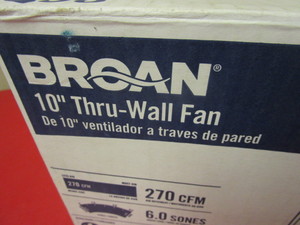 BROAN®
10" Thru-Wall Fan
De 10" ventilador a traves de pared
270 CFM
270 CFM
6.0 SONES